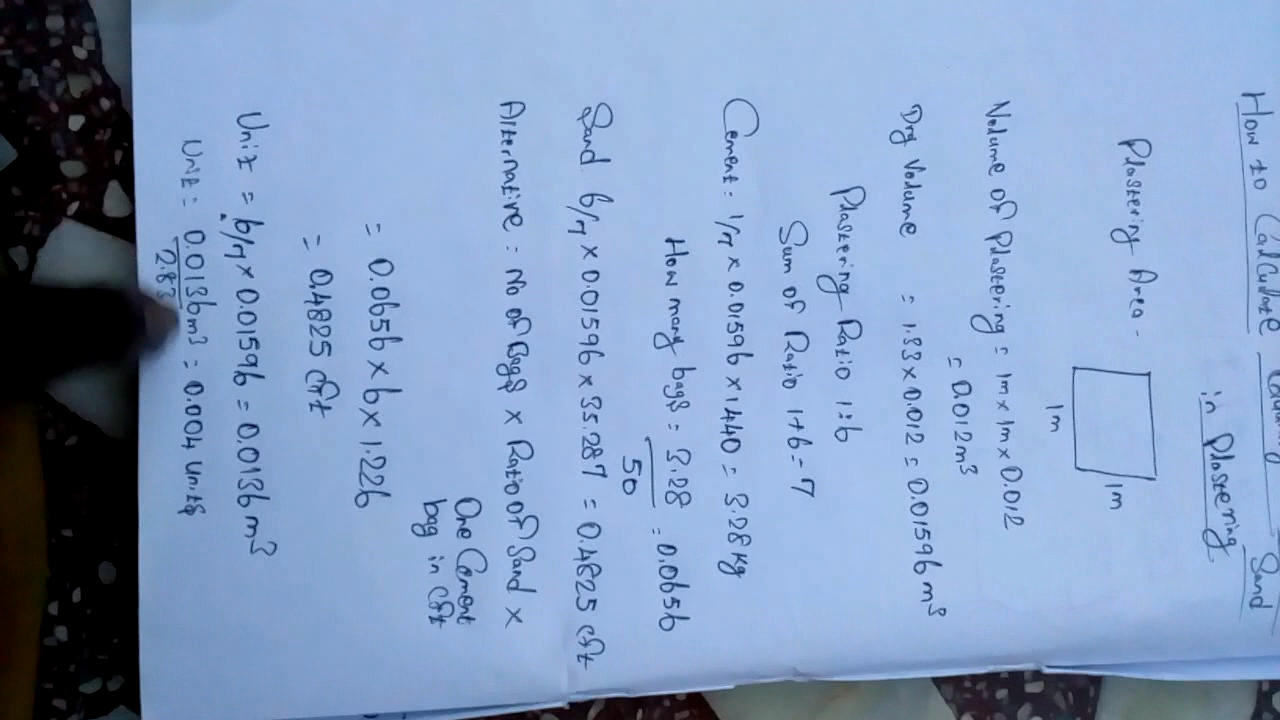 How to Calculate Sand
in Plastering
Plastering Area -
1m
1m
Volume of Plastering = 1m x 1m x 0.012
= 0.012m³
Dry Volume = 1.33 x 0.012 = 0.01596 m³
Plastering Ratio 1:6
Sum of Ratio 1+6 = 7
Cement: 1/7 x 0.01596 x 1440 = 3.28 kg
How many bags = 3.28/50 = 0.0656
Sand. 6/7 x 0.01596 x 35.287 = 0.4825 cft
Alternative: No of Bags x Ratio of Sand x
One Cement
bag in cft
= 0.0656 x 6 x 1.226
= 0.4825 cft
Unit = 6/7 x 0.01596 = 0.0136 m³
Unit = 0.0136m³/2.83 = 0.004 units